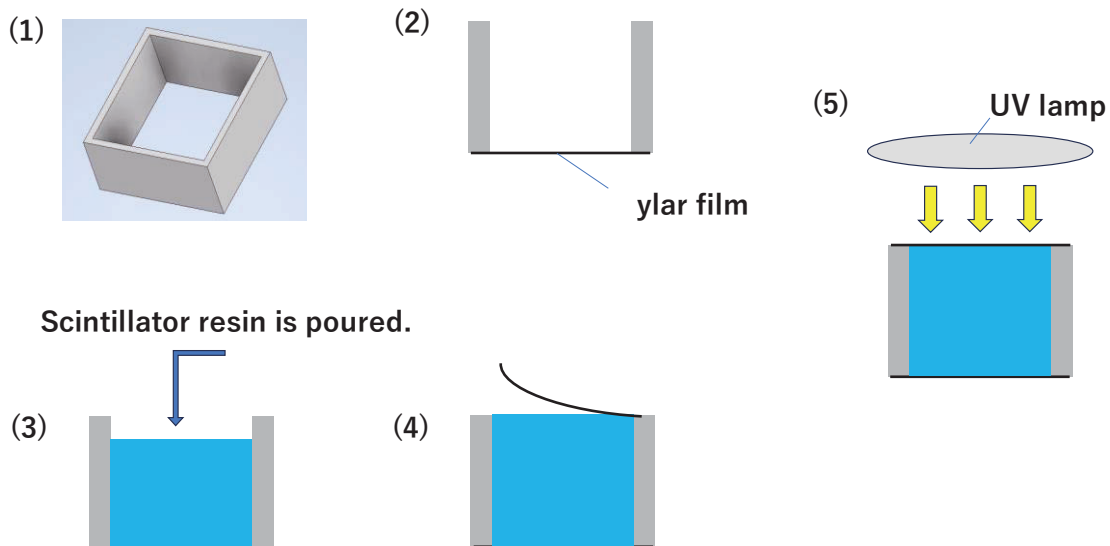 (1)
(2)
ylar film
(5)
UV lamp
Scintillator resin is poured.
(3)
(4)